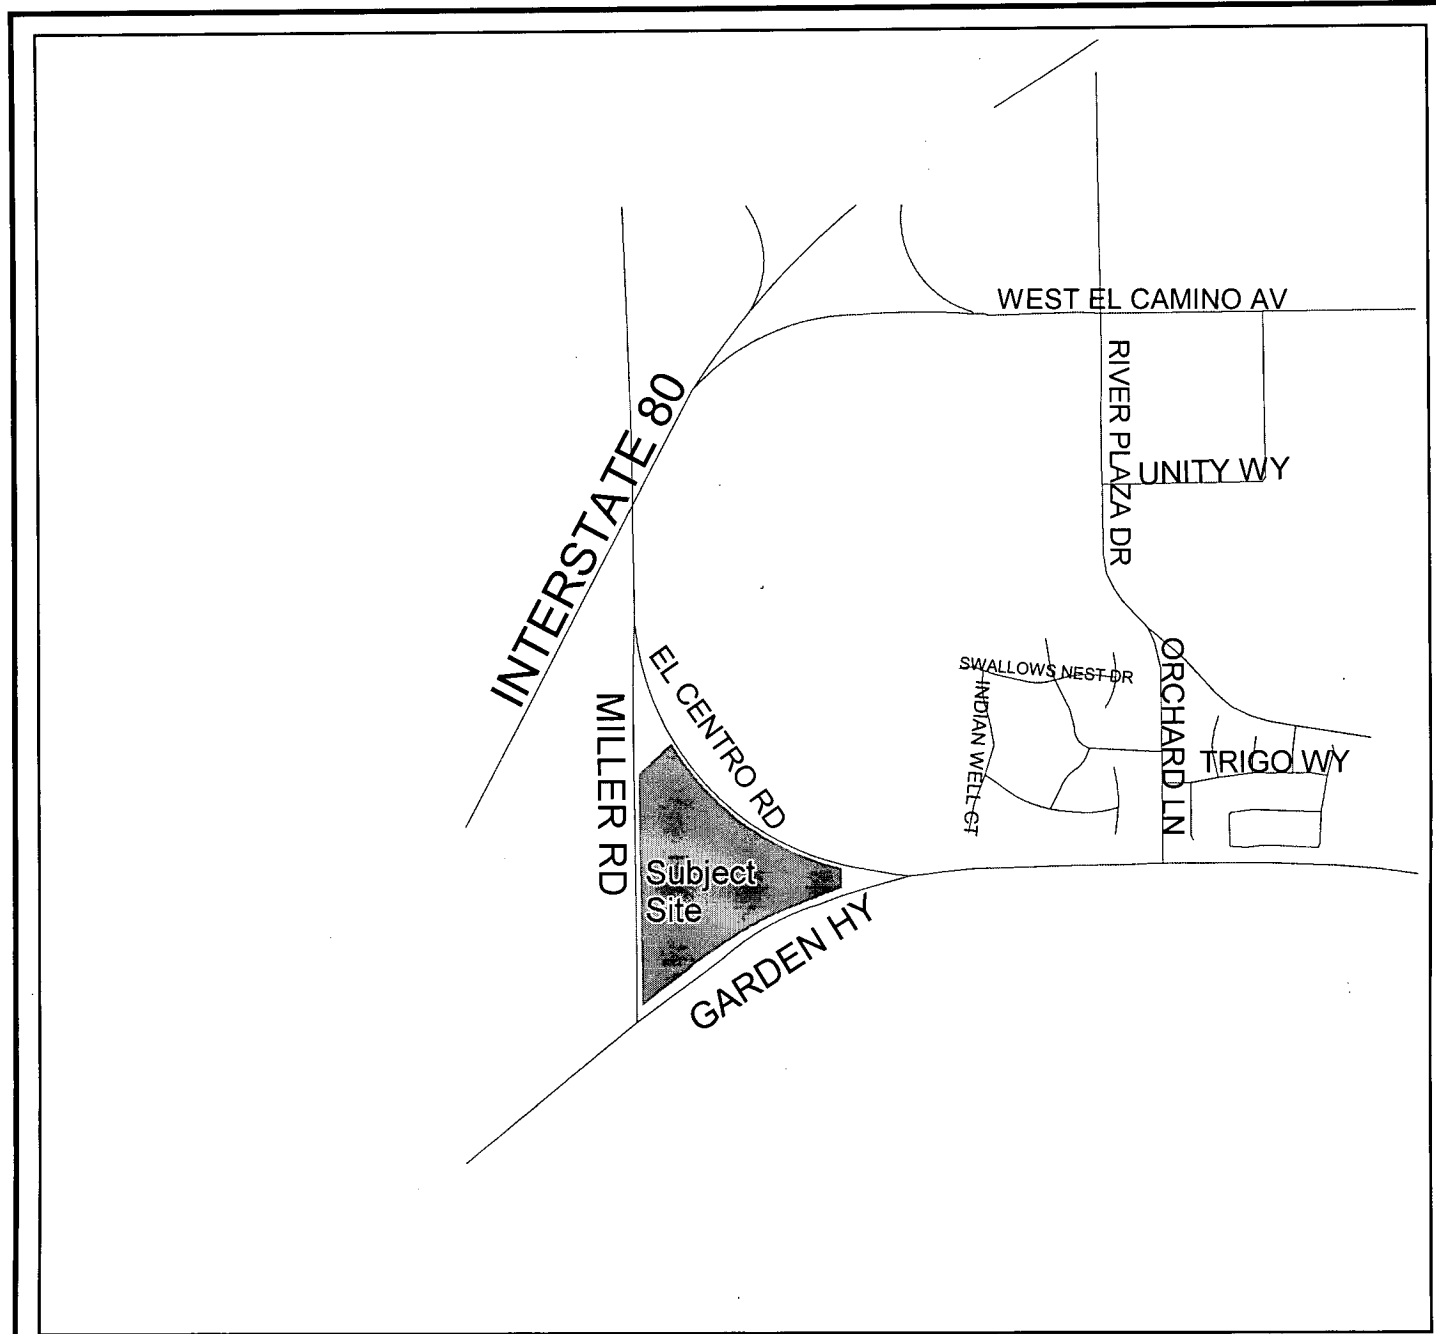 WEST EL CAMINO AV
RIVER PLAZA DR
UNITY WY
INTERSTATE 80
EL CENTRO RD
SWALLOWS NEST DR
ORCHARD LN
INDIAN WELL CT
MILLER RD
TRIGO WY
Subject
Site
GARDEN HY